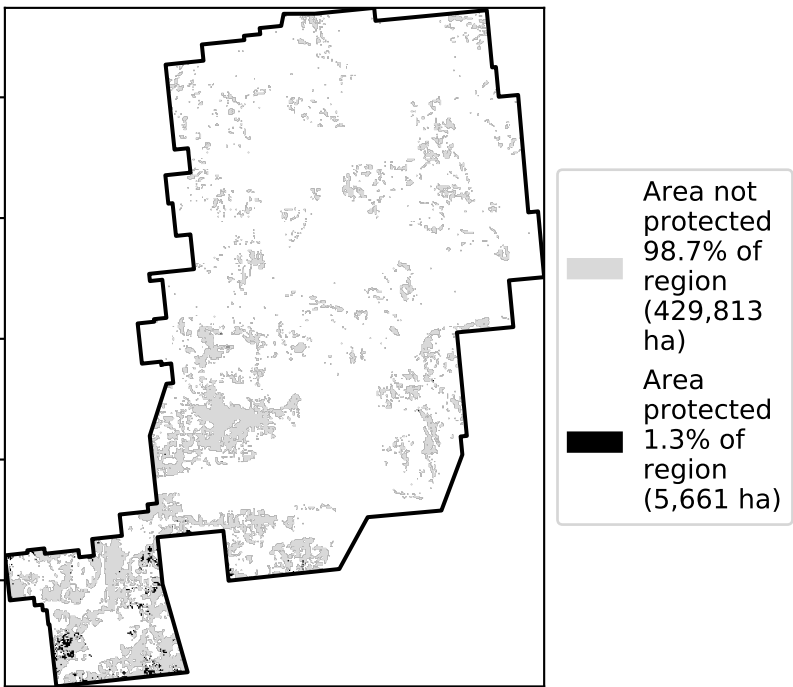 Area not
protected
98.7% of
region
(429,813
ha)
Area
protected
1.3% of
region
(5,661 ha)